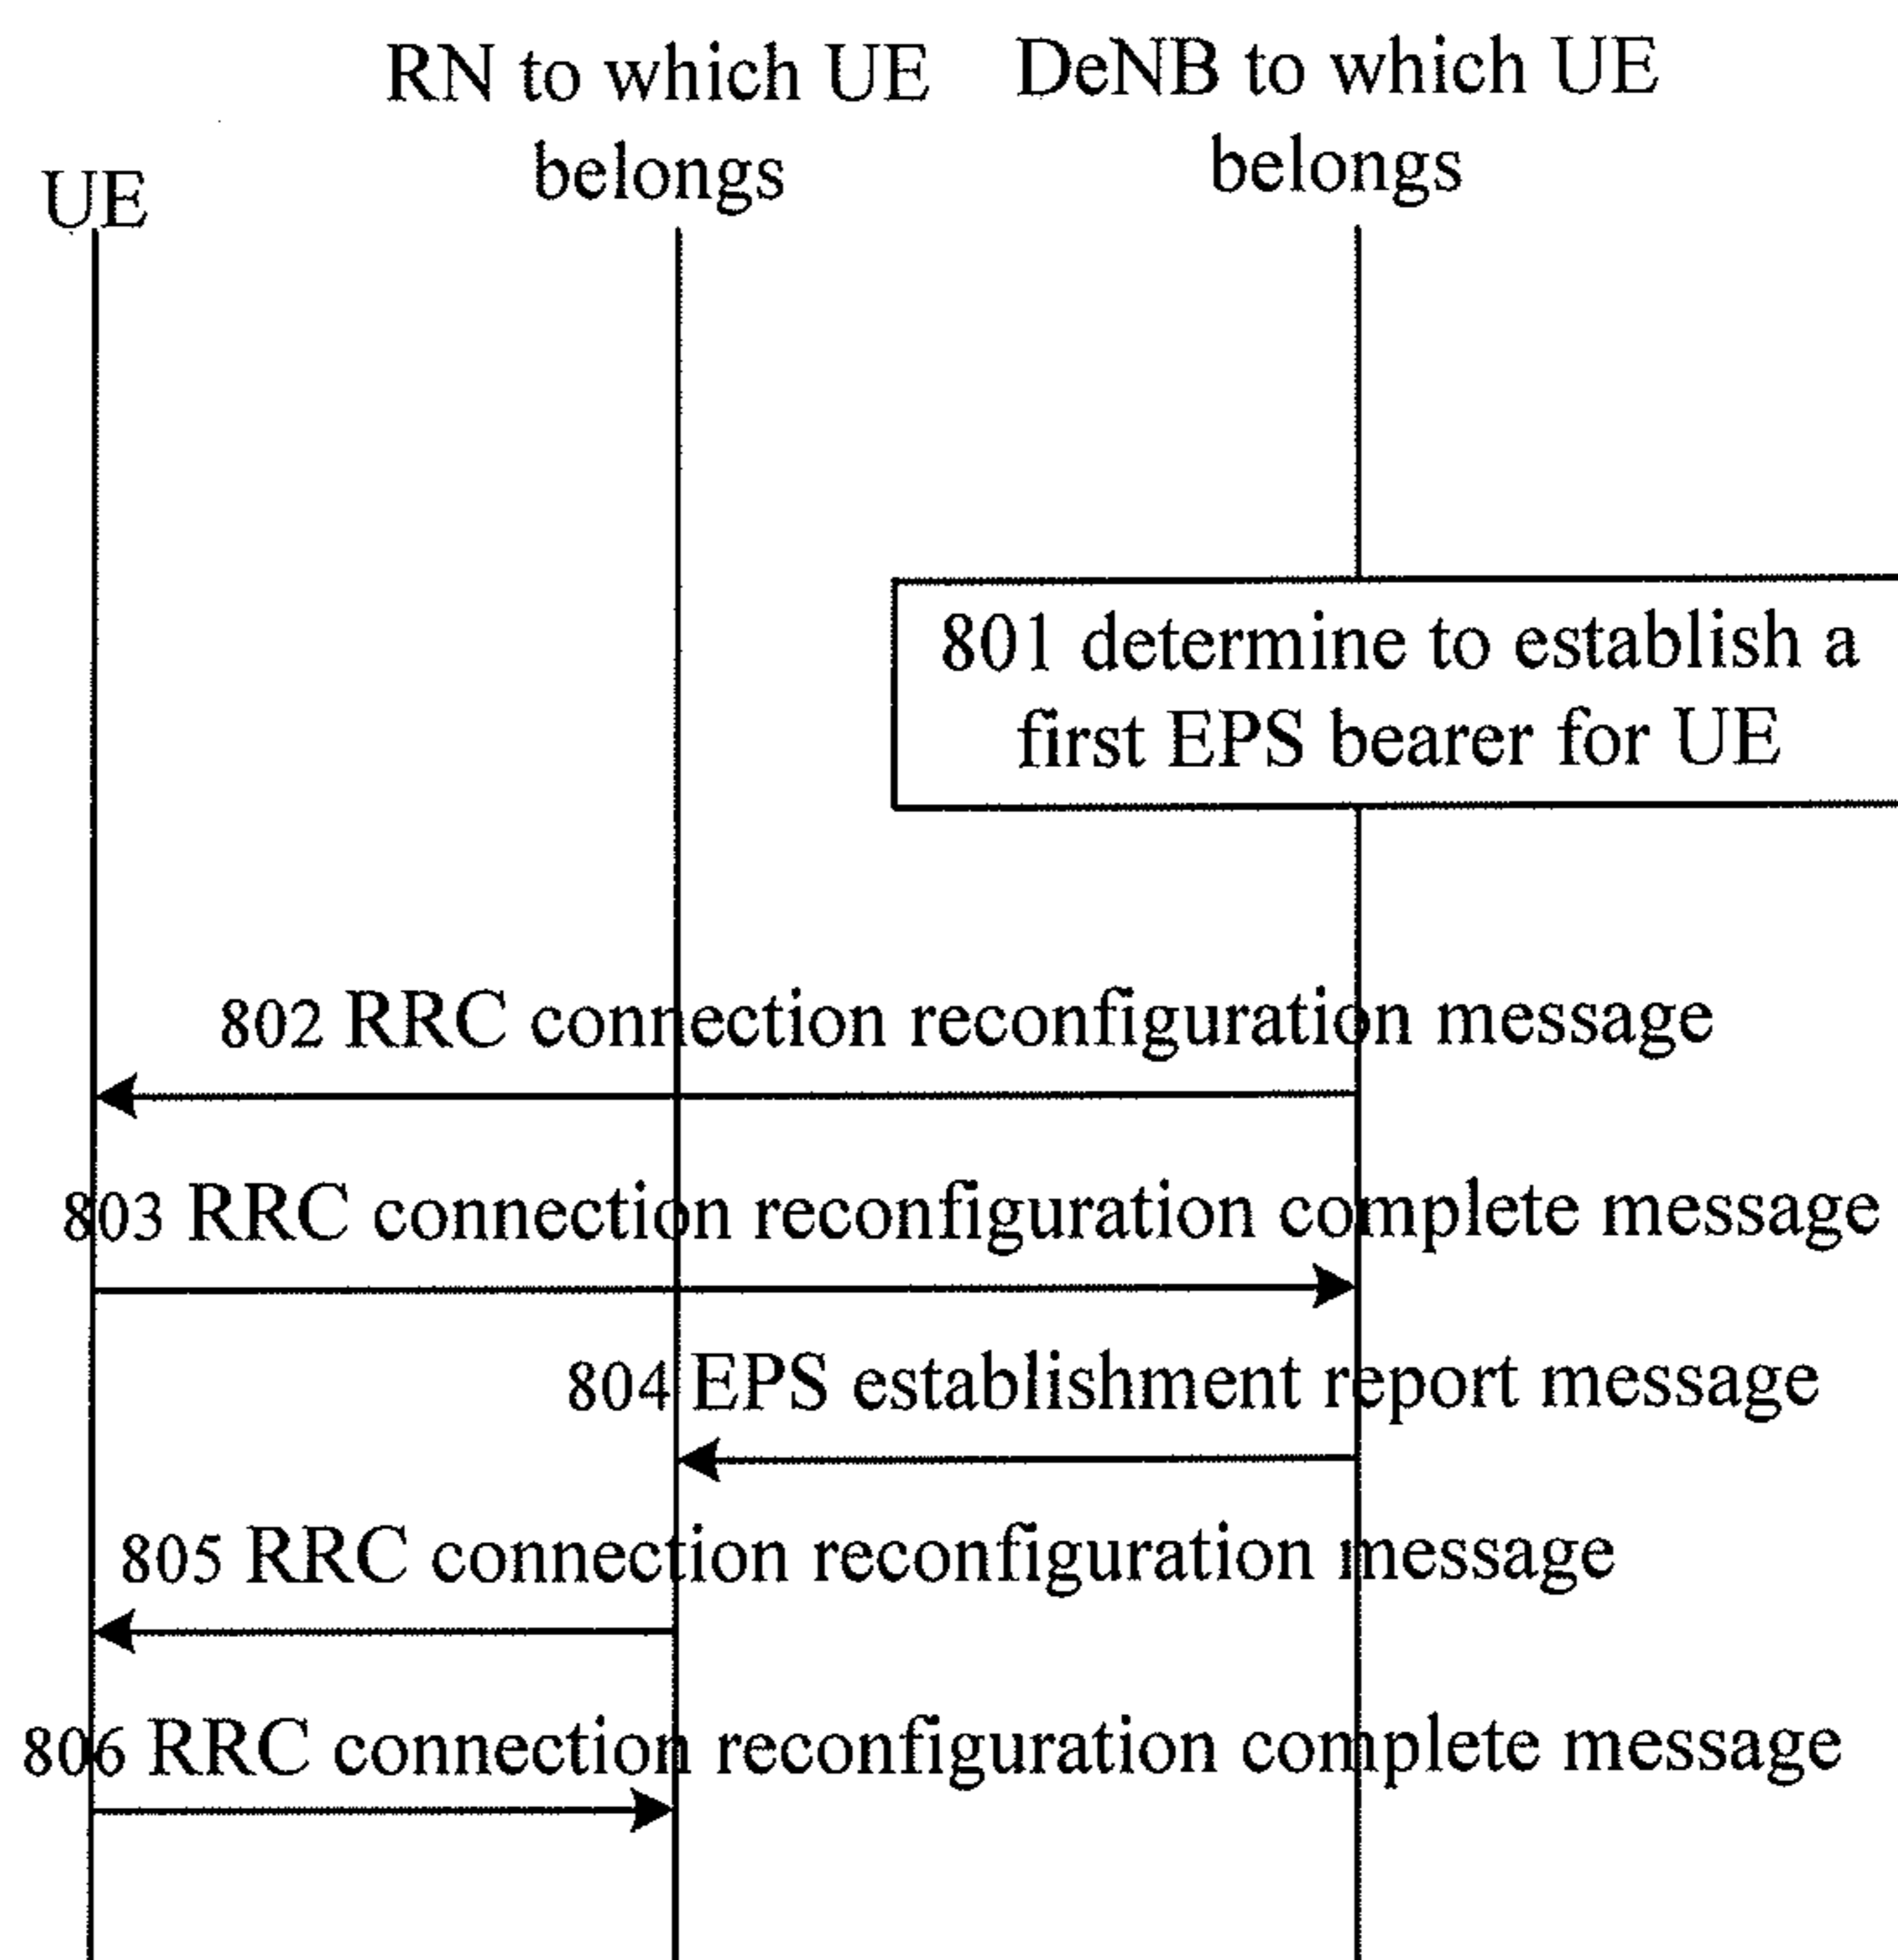 UE
RN to which UE
belongs
DeNB to which UE
belongs
801 determine to establish a
first EPS bearer for UE
802 RRC connection reconfiguration message
803 RRC connection reconfiguration complete message
804 EPS establishment report message
805 RRC connection reconfiguration message
806 RRC connection reconfiguration complete message